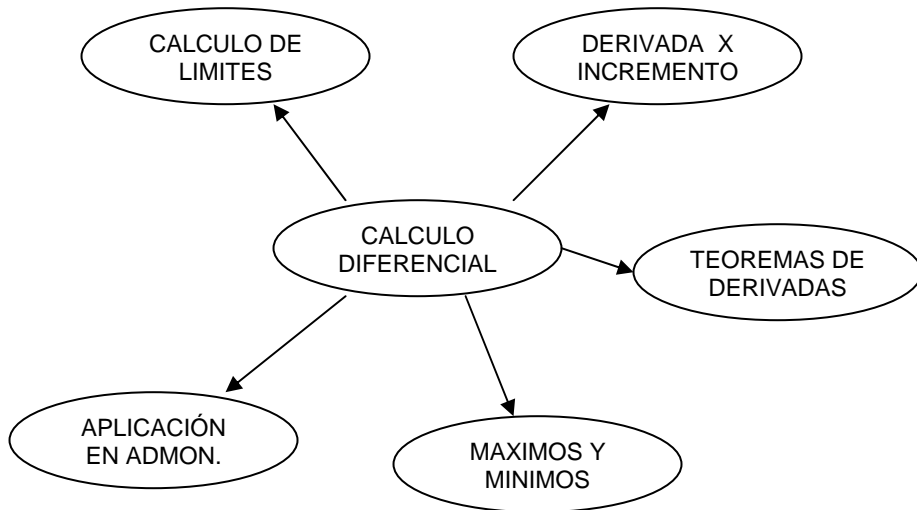 CALCULO DE
LIMITES
DERIVADA X
INCREMENTO
CALCULO
DIFERENCIAL
TEOREMAS DE
DERIVADAS
APLICACIÓN
EN ADMON.
MAXIMOS Y
MINIMOS